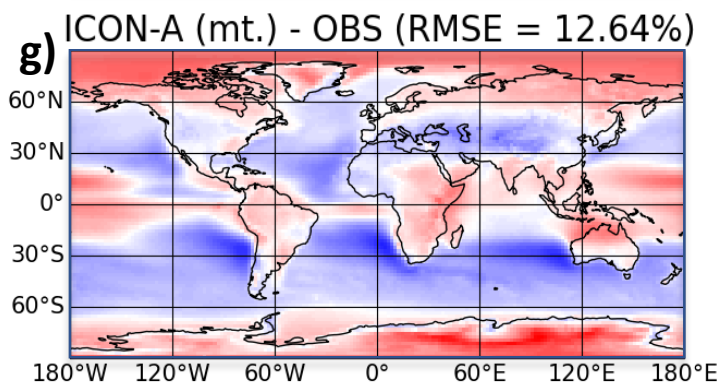 g) ICON-A (mt.) - OBS (RMSE = 12.64%)
60°N
30°N
0°
30°S
60°S
180°W 120°W 60°W 0° 60°E 120°E 180°E